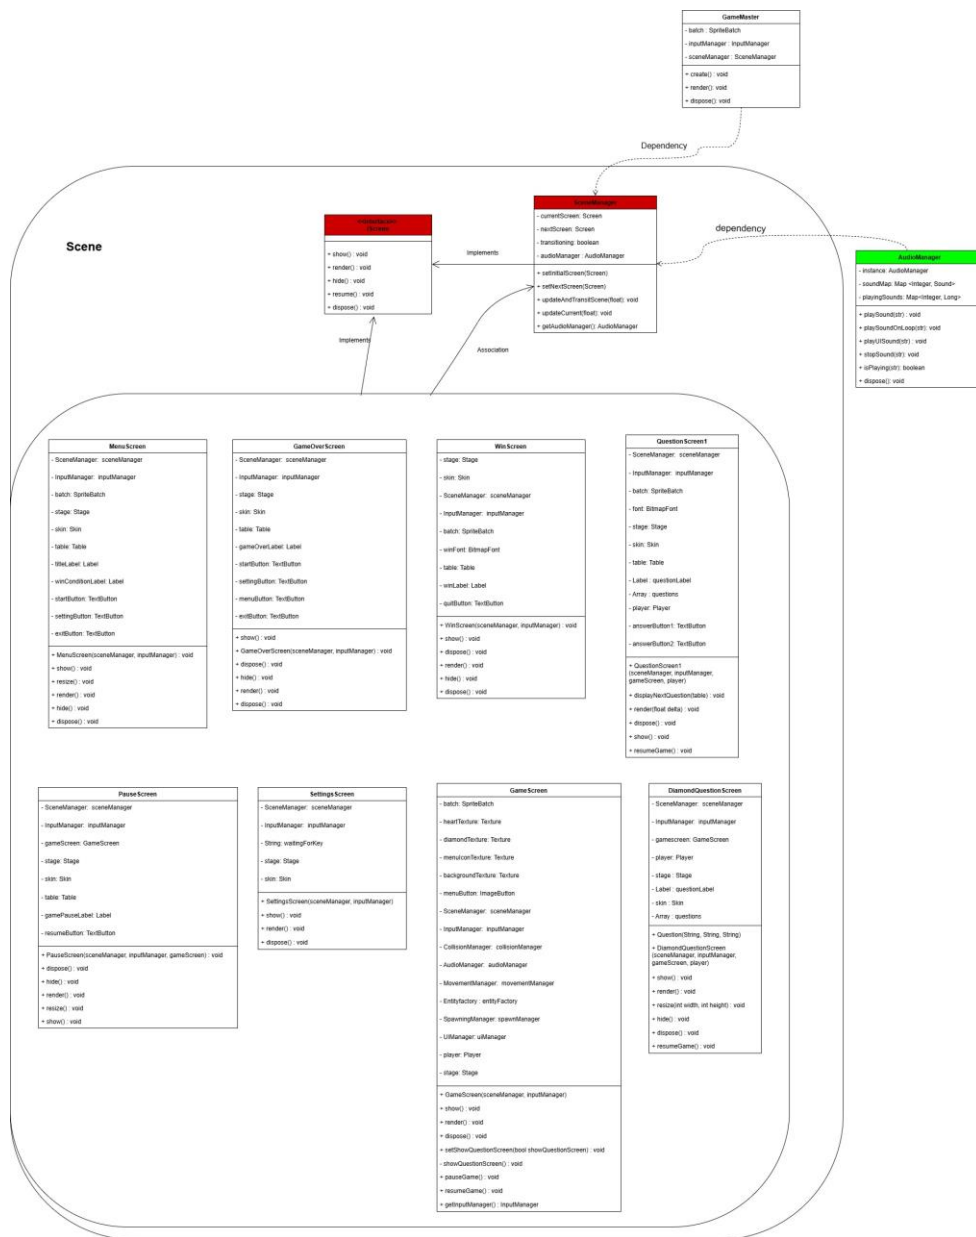 GameMaster
- batch : SpriteBatch
- inputManager : InputManager
- sceneManager : SceneManager
+ create() : void
+ render(): void
+ dispose(): void
Dependency
Scene
+ show() : void
+ render() : void
+ hide() : void
+ resume() : void
+ dispose() : void
Implements
SceneManager
- currentScreen: Screen
- nextScreen: Screen
- transitioning: boolean
- audioManager : AudioManager
+ setInitialScreen(Screen)
+ setNextScreen(Screen)
+ updateAndTransitScene(float): void
+ updateCurrent(float): void
+ getAudioManager(): AudioManager
dependency
AudioManager
- instance: AudioManager
- soundMap: Map <Integer, Sound>
- playingSounds: Map<Integer, Long>
+ playSound(str) : void
+ playSoundOnLoop(str): void
+ playUISound(str) : void
+ stopSound(str): void
+ isPlaying(str): boolean
+ dispose(): void
Implements
Association
MenuScreen
- SceneManager: sceneManager
- InputManager: inputManager
- batch: SpriteBatch
- stage: Stage
- skin: Skin
- table: Table
- titleLabel: Label
- winConditionLabel: Label
- startButton: TextButton
- settingButton: TextButton
- exitButton: TextButton
+ MenuScreen(sceneManager, inputManager) : void
+ show() : void
+ resize() : void
+ render() : void
+ hide() : void
+ dispose() : void
GameOverScreen
- SceneManager: sceneManager
- InputManager: inputManager
- stage: Stage
- skin: Skin
- table: Table
- gameOverLabel: Label
- startButton: TextButton
- settingButton: TextButton
- menuButton: TextButton
- exitButton: TextButton
+ show() : void
+ GameOverScreen(sceneManager, inputManager) : void
+ dispose() : void
+ hide() : void
+ render() : void
+ dispose() : void
WinScreen
- stage: Stage
- skin: Skin
- SceneManager: sceneManager
- InputManager: inputManager
- batch: SpriteBatch
- winFont: BitmapFont
- table: Table
- winLabel: Label
- quitButton: TextButton
+ WinScreen(sceneManager, inputManager) : void
+ show() : void
+ dispose() : void
+ render() : void
+ hide() : void
+ dispose() : void
QuestionScreen1
- SceneManager: sceneManager
- InputManager: inputManager
- batch: SpriteBatch
- font: BitmapFont
- stage: Stage
- skin: Skin
- table: Table
- Label : questionLabel
- Array : questions
- player: Player
- answerButton1: TextButton
- answerButton2: TextButton
+ QuestionScreen1
(sceneManager, inputManager,
gameScreen, player)
+ displayNextQuestion(table) : void
+ render(float delta) : void
+ dispose() : void
+ show() : void
+ resumeGame() : void
PauseScreen
- SceneManager: sceneManager
- InputManager: inputManager
- gameScreen: GameScreen
- stage: Stage
- skin: Skin
- table: Table
- gamePauseLabel: Label
- resumeButton: TextButton
+ PauseScreen(sceneManager, inputManager, gameScreen) : void
+ dispose() : void
+ hide() : void
+ render() : void
+ resize() : void
+ show() : void
SettingsScreen
- SceneManager: sceneManager
- InputManager: inputManager
- String: waitingForKey
- stage: Stage
- skin: Skin
+ SettingsScreen(sceneManager, inputManager)
+ show() : void
+ render() : void
+ dispose() : void
GameScreen
- batch: SpriteBatch
- heartTexture: Texture
- diamondTexture: Texture
- menuIconTexture: Texture
- backgroundTexture: Texture
- menuButton: ImageButton
- SceneManager: sceneManager
- InputManager: inputManager
- CollisionManager: collisionManager
- AudioManager: audioManager
- MovementManager: movementManager
- Entityfactory : entityFactory
- SpawningManager: spawnManager
- UIManager: uiManager
- player: Player
- stage: Stage
+ GameScreen(sceneManager, inputManager)
+ show() : void
+ render() : void
+ dispose() : void
+ setShowQuestionScreen(bool showQuestionScreen) : void
- showQuestionScreen() : void
+ pauseGame() : void
+ resumeGame() : void
+ getInputManager() : InputManager
DiamondQuestionScreen
- SceneManager: sceneManager
- InputManager: inputManager
- gamescreen: GameScreen
- player: Player
- stage : Stage
- Label : questionLabel
- skin : Skin
- Array : questions
+ Question(String, String, String)
+ DiamondQuestionScreen
(sceneManager, inputManager,
gameScreen, player)
+ show() : void
+ render() : void
+ resize(int width, int height) : void
+ hide() : void
+ dispose() : void
+ resumeGame() : void